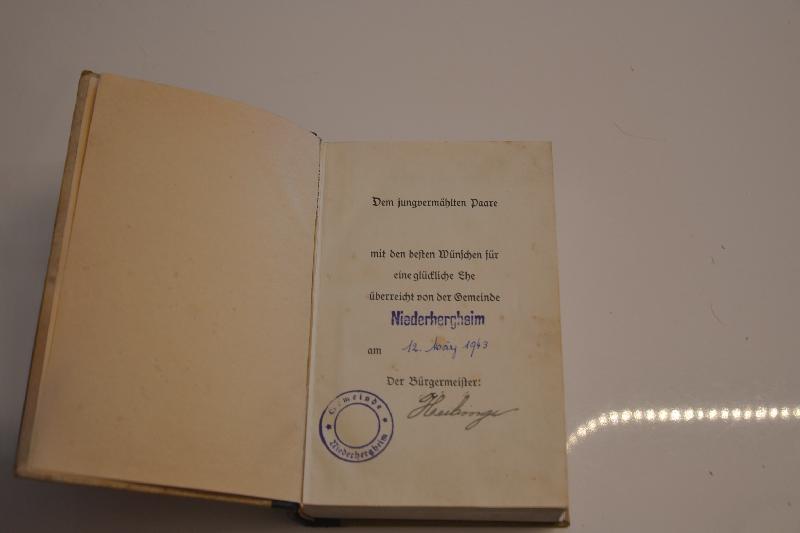 Dem jungvermählten Paare
mit den besten Wünschen für
eine glückliche Ehe
überreicht von der Gemeinde
Niederhergheim
am 12. März 1943
Der Bürgermeister:
Gemeinde
Niederhergheim